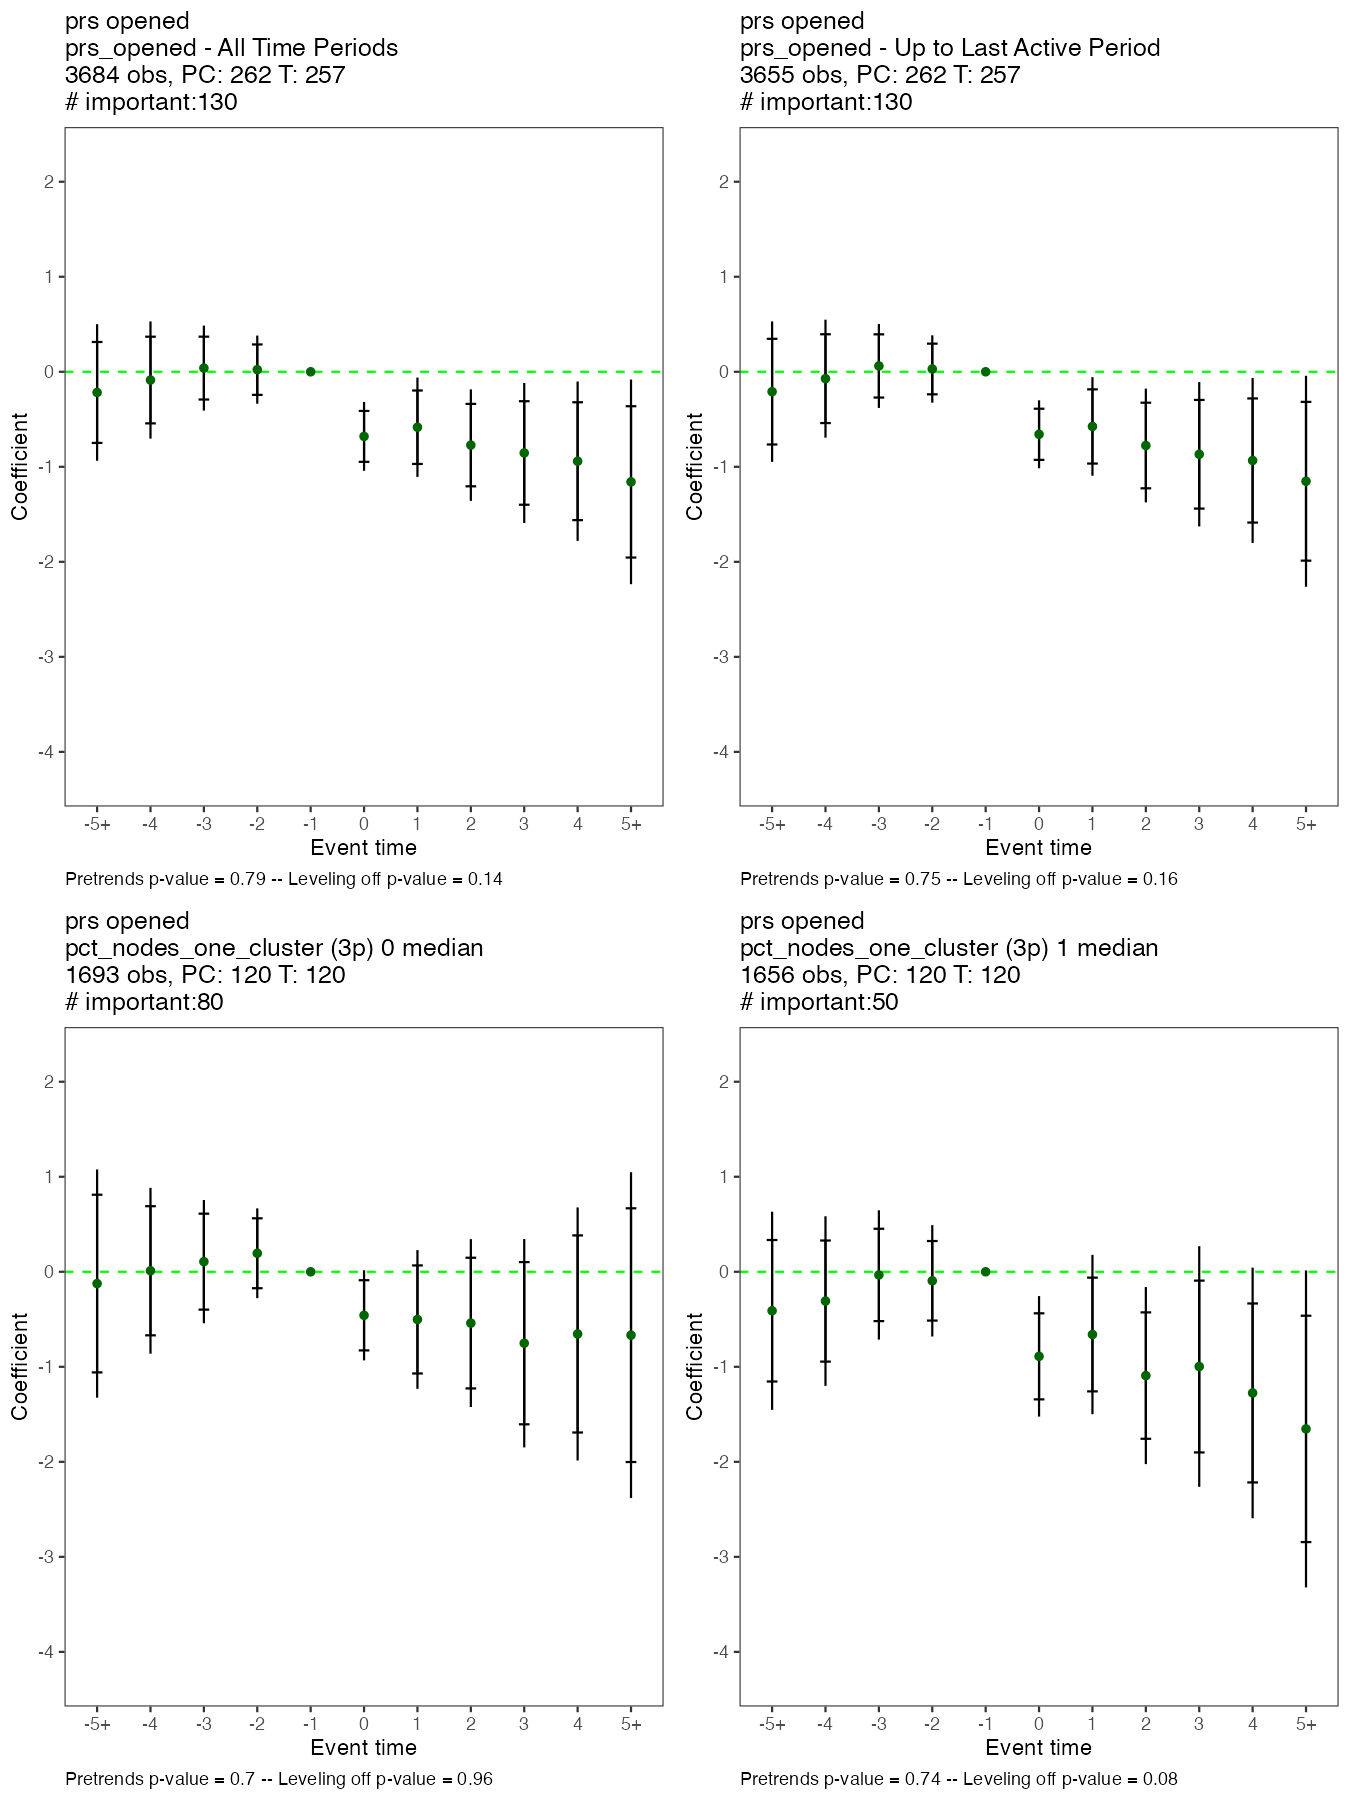 prs opened
prs_opened - All Time Periods
3684 obs, PC: 262 T: 257
# important:130
2
1
0
-1
-2
-3
-4
Coefficient
-5+ -4 -3 -2 -1 0 1 2 3 4 5+
Event time
Pretrends p-value = 0.79 -- Leveling off p-value = 0.14
prs opened
prs_opened - Up to Last Active Period
3655 obs, PC: 262 T: 257
# important:130
2
1
0
-1
-2
-3
-4
Coefficient
-5+ -4 -3 -2 -1 0 1 2 3 4 5+
Event time
Pretrends p-value = 0.75 -- Leveling off p-value = 0.16
prs opened
pct_nodes_one_cluster (3p) 0 median
1693 obs, PC: 120 T: 120
# important:80
2
1
0
-1
-2
-3
-4
Coefficient
-5+ -4 -3 -2 -1 0 1 2 3 4 5+
Event time
Pretrends p-value = 0.7 -- Leveling off p-value = 0.96
prs opened
pct_nodes_one_cluster (3p) 1 median
1656 obs, PC: 120 T: 120
# important:50
2
1
0
-1
-2
-3
-4
Coefficient
-5+ -4 -3 -2 -1 0 1 2 3 4 5+
Event time
Pretrends p-value = 0.74 -- Leveling off p-value = 0.08